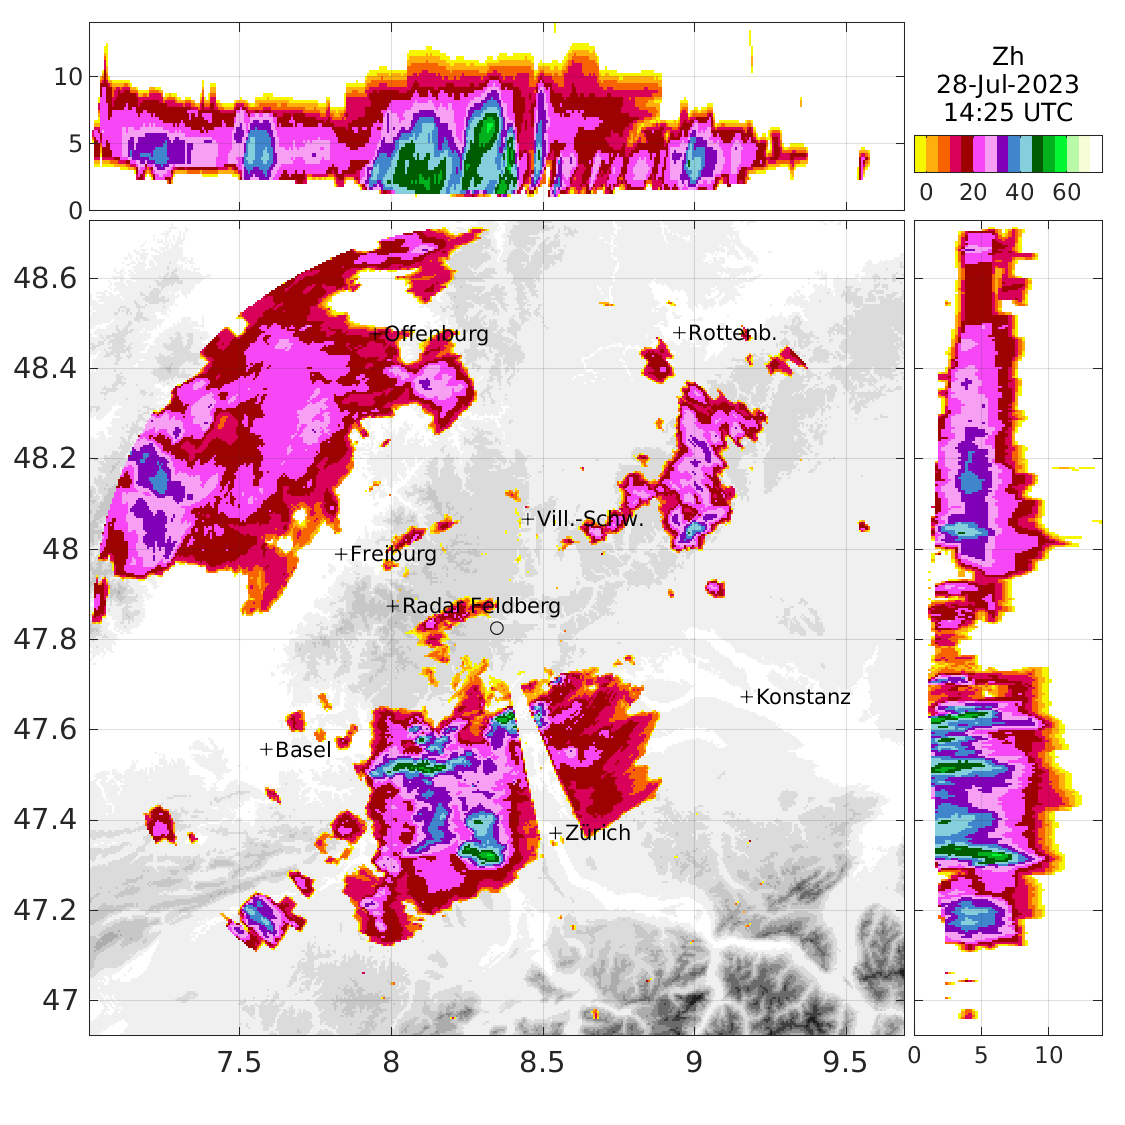 10
5
0
Zh
28-Jul-2023
14:25 UTC
0 20 40 60
48.6
48.4
48.2
48
47.8
47.6
47.4
47.2
47
Offenburg
Rottenb.
Vill.-Schw.
Freiburg
Radar Feldberg
Konstanz
Basel
Zürich
7.5 8 8.5 9 9.5
0 5 10